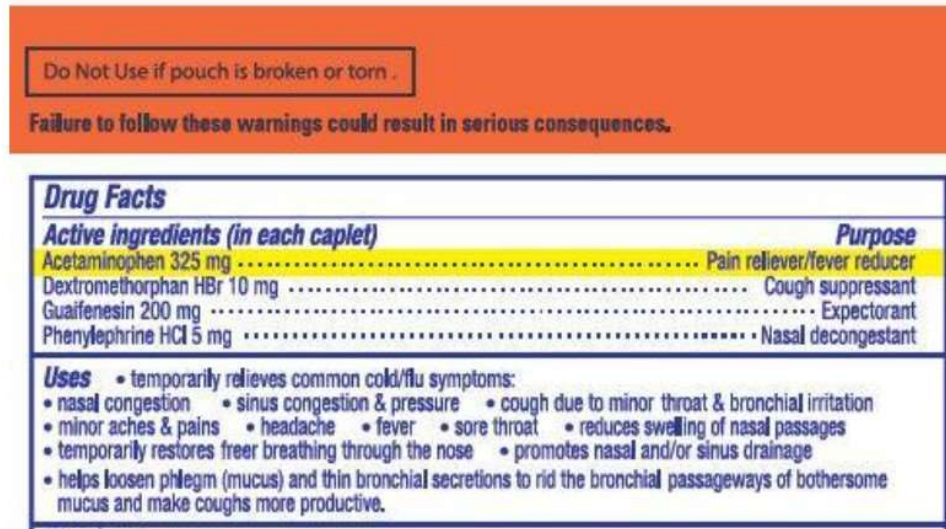 Do Not Use if pouch is broken or torn .
Failure to follow these warnings could result in serious consequences.
Drug Facts
Active ingredients (in each caplet) Purpose
Acetaminophen 325 mg ........ Pain reliever/fever reducer
Dextromethorphan HBr 10 mg ........ Cough suppressant
Guaifenesin 200 mg ........ Expectorant
Phenylephrine HCl 5 mg ........ Nasal decongestant
Uses • temporarily relieves common cold/flu symptoms:
• nasal congestion • sinus congestion & pressure • cough due to minor throat & bronchial irritation
• minor aches & pains • headache • fever • sore throat • reduces swelling of nasal passages
• temporarily restores freer breathing through the nose • promotes nasal and/or sinus drainage
• helps loosen phlegm (mucus) and thin bronchial secretions to rid the bronchial passageways of bothersome
mucus and make coughs more productive.